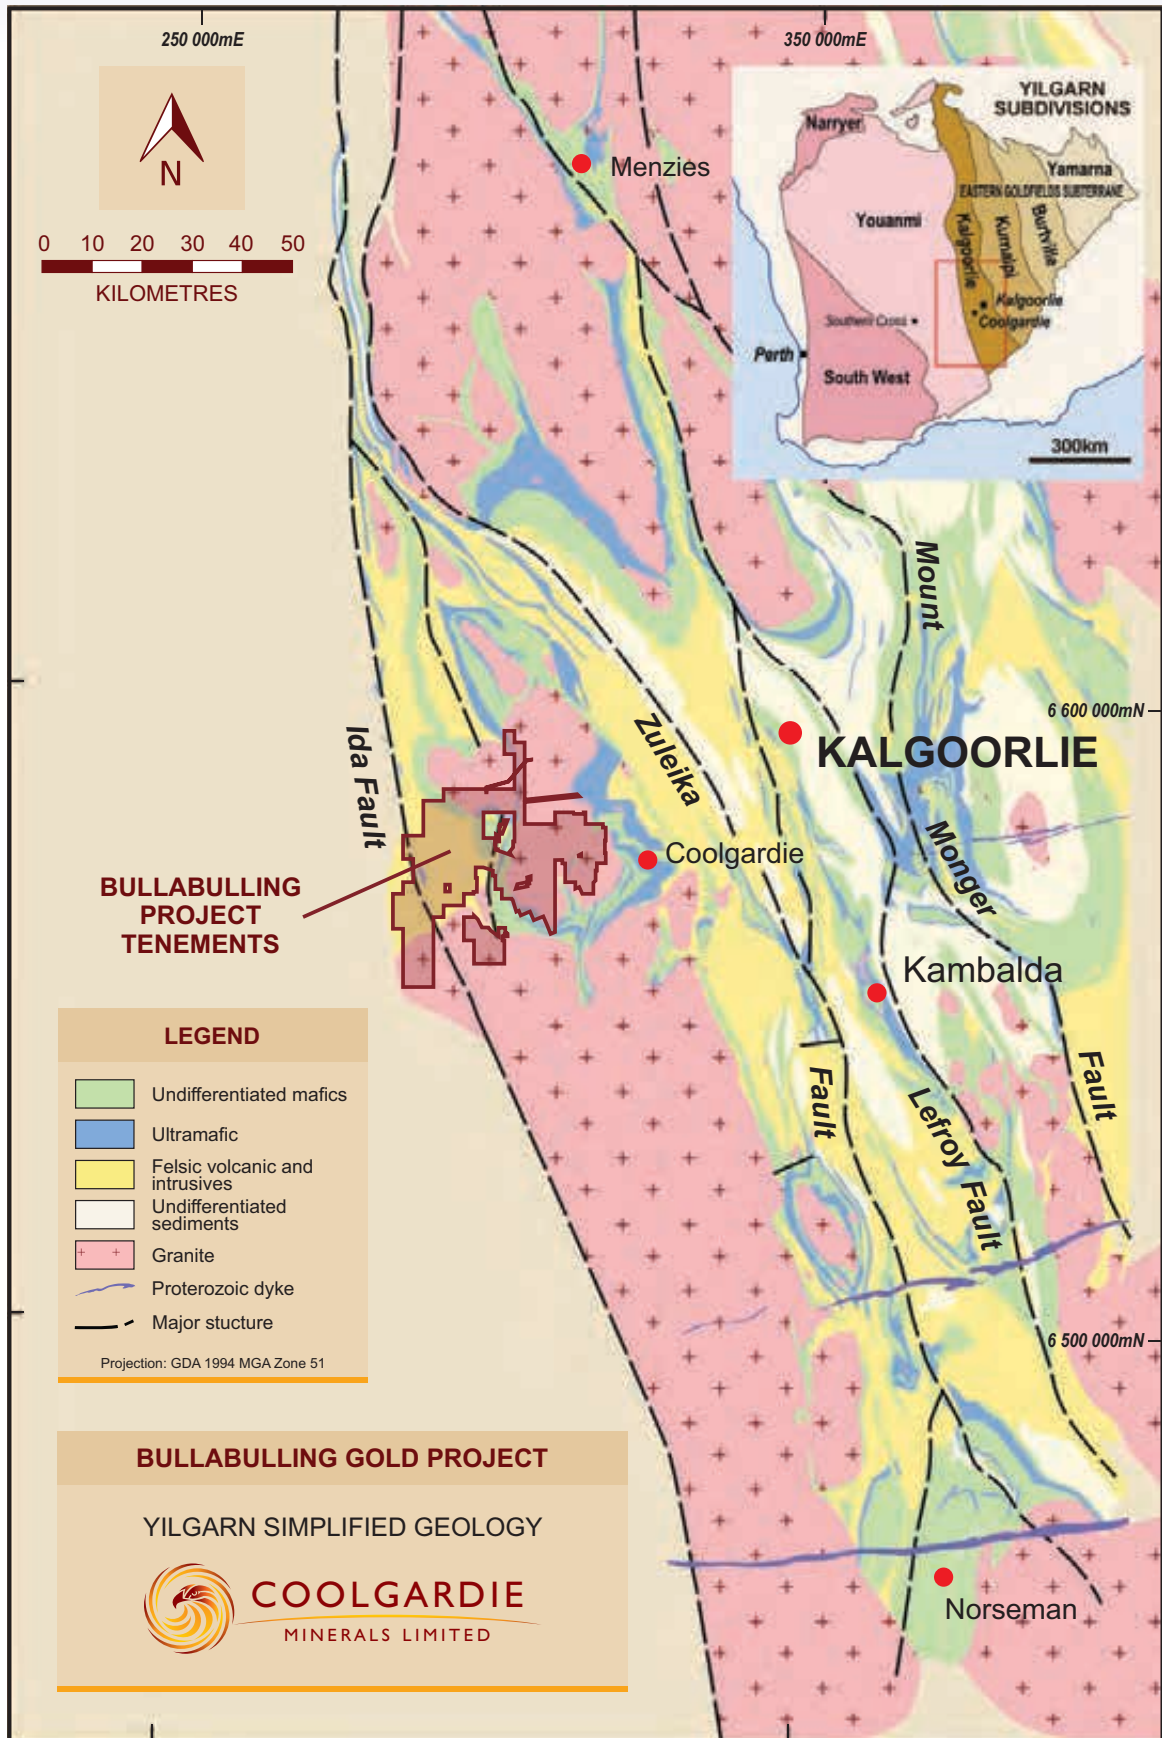 250 000mE
350 000mE
N
0 10 20 30 40 50
KILOMETRES
Menzies
YILGARN
SUBDIVISIONS
Narryer
Yamarna
EASTERN GOLDFIELDS SUBTERRANE
Youanmi
Kalgoorlie
Kurnalpi
Burtville
Kalgoorlie
Coolgardie
Southern Cross
Perth
South West
300km
Mount
6 600 000mN
Ida Fault
Zuleika
KALGOORLIE
Monger
Coolgardie
BULLABULLING
PROJECT
TENEMENTS
Kambalda
Fault
Fault
Lefroy Fault
LEGEND
Undifferentiated mafics
Ultramafic
Felsic volcanic and
intrusives
Undifferentiated
sediments
Granite
Proterozoic dyke
Major stucture
Projection: GDA 1994 MGA Zone 51
6 500 000mN
BULLABULLING GOLD PROJECT
YILGARN SIMPLIFIED GEOLOGY
COOLGARDIE
MINERALS LIMITED
Norseman